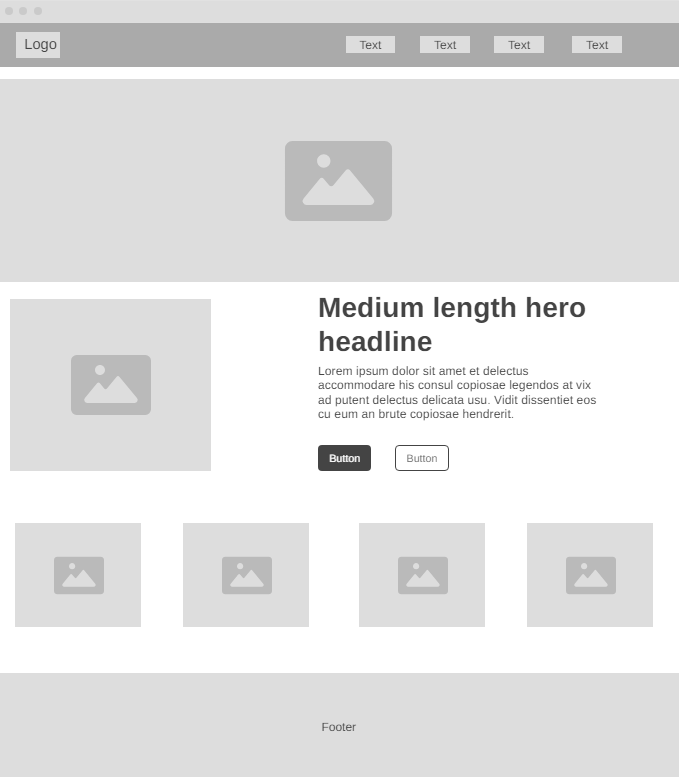 Logo
Text Text Text Text
Medium length hero
headline
Lorem ipsum dolor sit amet et delectus
accommodare his consul copiosae legendos at vix
ad putent delectus delicata usu. Vidit dissentiet eos
cu eum an brute copiosae hendrerit.
Button Button
Footer